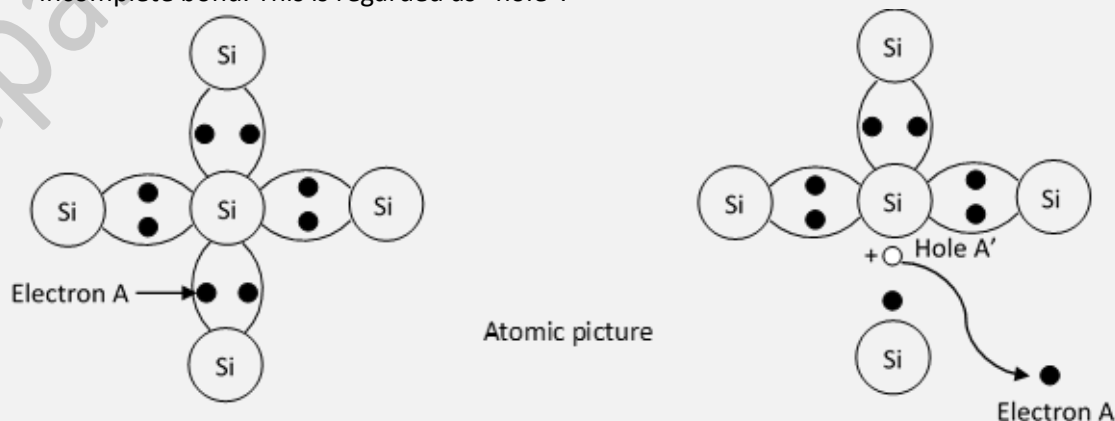 incomplete bond. This is regarded as "hole".
Si
Si
Si
Si
Si
Electron A
Si
Si
Si
Si
+
Hole A′
Si
Electron A
Atomic picture